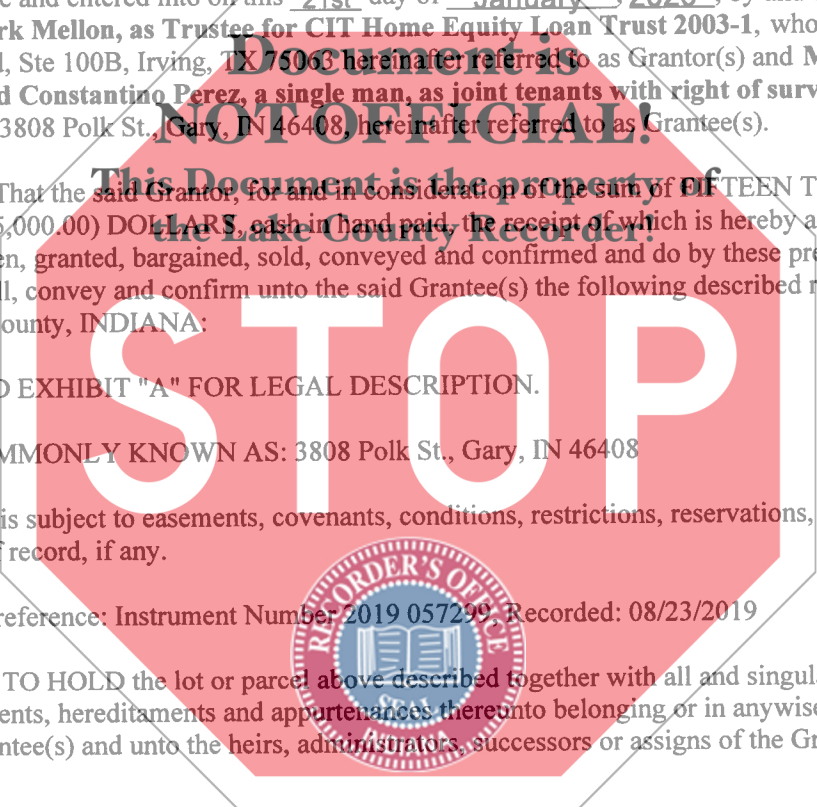 e and entered into on this 21st day of January, 2020, by and
rk Mellon, as Trustee for CIT Home Equity Loan Trust 2003-1, who
l, Ste 100B, Irving, TX 75063 hereinafter referred to as Grantor(s) and M
Document is
d Constantino Perez, a single man, as joint tenants with right of surv
3808 Polk St., Gary, IN 46408, hereinafter referred to as Grantee(s).
NOT OFFICIAL!
That the said Grantor, for and in consideration of the sum of FIFTEEN T
This Document is the property of
5,000.00) DOLLARS, cash in hand paid, the receipt of which is hereby a
the Lake County Recorder!
en, granted, bargained, sold, conveyed and confirmed and do by these pre
ll, convey and confirm unto the said Grantee(s) the following described r
ounty, INDIANA:
STOP
D EXHIBIT "A" FOR LEGAL DESCRIPTION.
MMONLY KNOWN AS: 3808 Polk St., Gary, IN 46408
is subject to easements, covenants, conditions, restrictions, reservations,
f record, if any.
reference: Instrument Number 2019 057299, Recorded: 08/23/2019
RECORDER'S OFFICE
TO HOLD the lot or parcel above described together with all and singul
SEAL
ents, hereditaments and appurtenances thereunto belonging or in anywise
INDIANA
ntee(s) and unto the heirs, administrators, successors or assigns of the Gr